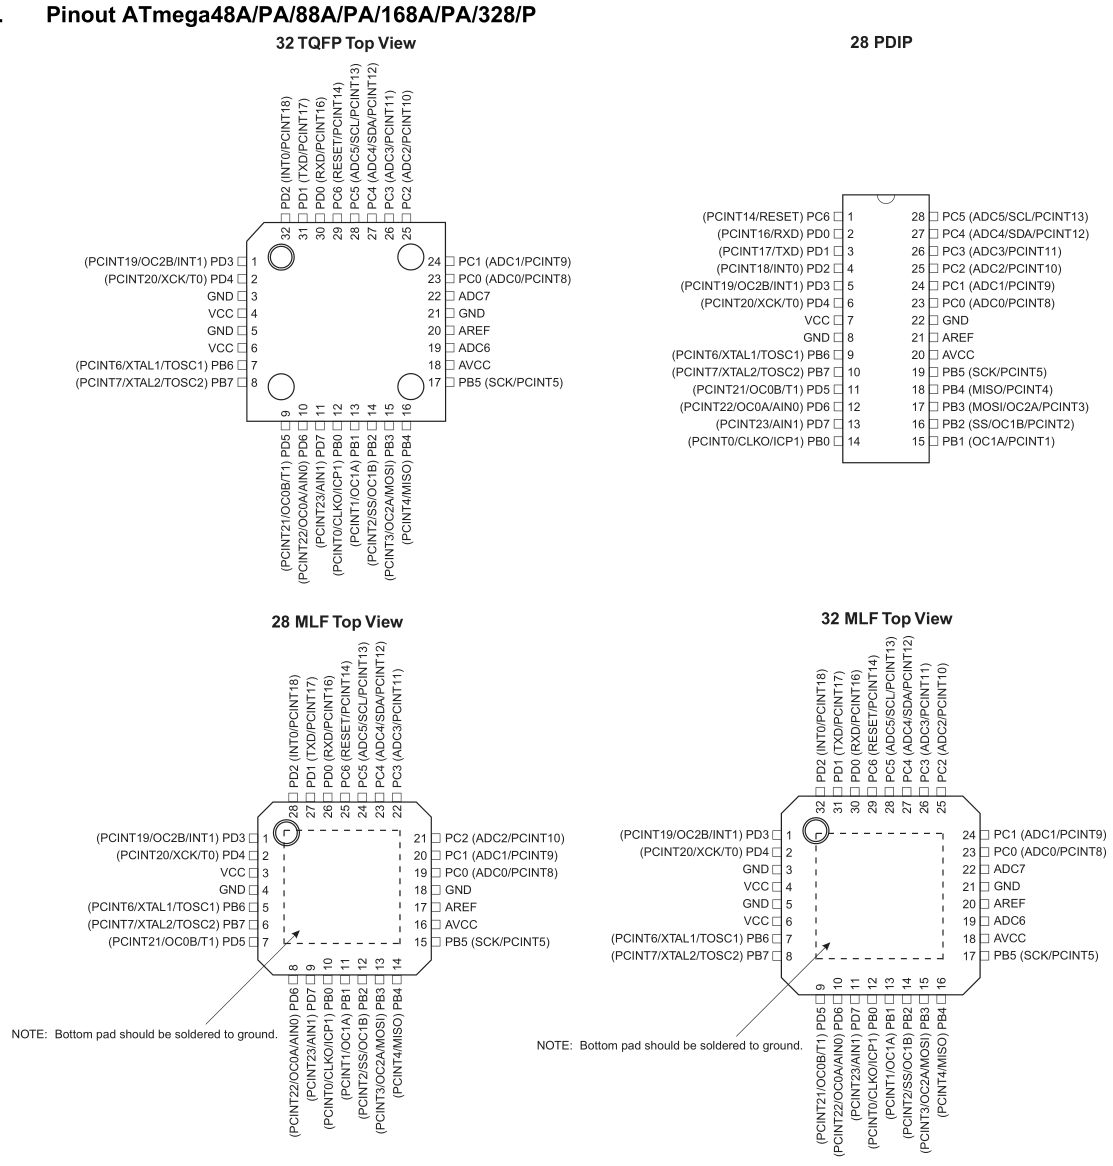 .
Pinout ATmega48A/PA/88A/PA/168A/PA/328/P
32 TQFP Top View
32 PD2 (INT0/PCINT18)
31 PD1 (TXD/PCINT17)
30 PD0 (RXD/PCINT16)
29 PC6 (RESET/PCINT14)
28 PC5 (ADC5/SCL/PCINT13)
27 PC4 (ADC4/SDA/PCINT12)
26 PC3 (ADC3/PCINT11)
25 PC2 (ADC2/PCINT10)
(PCINT19/OC2B/INT1) PD3 1
(PCINT20/XCK/T0) PD4 2
GND 3
VCC 4
GND 5
VCC 6
(PCINT6/XTAL1/TOSC1) PB6 7
(PCINT7/XTAL2/TOSC2) PB7 8
24 PC1 (ADC1/PCINT9)
23 PC0 (ADC0/PCINT8)
22 ADC7
21 GND
20 AREF
19 ADC6
18 AVCC
17 PB5 (SCK/PCINT5)
(PCINT21/OC0B/T1) PD5 9
(PCINT22/OC0A/AIN0) PD6 10
(PCINT23/AIN1) PD7 11
(PCINT0/CLKO/ICP1) PB0 12
(PCINT1/OC1A) PB1 13
(PCINT2/SS/OC1B) PB2 14
(PCINT3/OC2A/MOSI) PB3 15
(PCINT4/MISO) PB4 16
28 PDIP
(PCINT14/RESET) PC6 1
(PCINT16/RXD) PD0 2
(PCINT17/TXD) PD1 3
(PCINT18/INT0) PD2 4
(PCINT19/OC2B/INT1) PD3 5
(PCINT20/XCK/T0) PD4 6
VCC 7
GND 8
(PCINT6/XTAL1/TOSC1) PB6 9
(PCINT7/XTAL2/TOSC2) PB7 10
(PCINT21/OC0B/T1) PD5 11
(PCINT22/OC0A/AIN0) PD6 12
(PCINT23/AIN1) PD7 13
(PCINT0/CLKO/ICP1) PB0 14
28 PC5 (ADC5/SCL/PCINT13)
27 PC4 (ADC4/SDA/PCINT12)
26 PC3 (ADC3/PCINT11)
25 PC2 (ADC2/PCINT10)
24 PC1 (ADC1/PCINT9)
23 PC0 (ADC0/PCINT8)
22 GND
21 AREF
20 AVCC
19 PB5 (SCK/PCINT5)
18 PB4 (MISO/PCINT4)
17 PB3 (MOSI/OC2A/PCINT3)
16 PB2 (SS/OC1B/PCINT2)
15 PB1 (OC1A/PCINT1)
28 MLF Top View
28 PD2 (INT0/PCINT18)
27 PD1 (TXD/PCINT17)
26 PD0 (RXD/PCINT16)
25 PC6 (RESET/PCINT14)
24 PC5 (ADC5/SCL/PCINT13)
23 PC4 (ADC4/SDA/PCINT12)
22 PC3 (ADC3/PCINT11)
(PCINT19/OC2B/INT1) PD3 1
(PCINT20/XCK/T0) PD4 2
VCC 3
GND 4
(PCINT6/XTAL1/TOSC1) PB6 5
(PCINT7/XTAL2/TOSC2) PB7 6
(PCINT21/OC0B/T1) PD5 7
21 PC2 (ADC2/PCINT10)
20 PC1 (ADC1/PCINT9)
19 PC0 (ADC0/PCINT8)
18 GND
17 AREF
16 AVCC
15 PB5 (SCK/PCINT5)
(PCINT22/OC0A/AIN0) PD6 8
(PCINT23/AIN1) PD7 9
(PCINT0/CLKO/ICP1) PB0 10
(PCINT1/OC1A) PB1 11
(PCINT2/SS/OC1B) PB2 12
(PCINT3/OC2A/MOSI) PB3 13
(PCINT4/MISO) PB4 14
NOTE: Bottom pad should be soldered to ground.
32 MLF Top View
32 PD2 (INT0/PCINT18)
31 PD1 (TXD/PCINT17)
30 PD0 (RXD/PCINT16)
29 PC6 (RESET/PCINT14)
28 PC5 (ADC5/SCL/PCINT13)
27 PC4 (ADC4/SDA/PCINT12)
26 PC3 (ADC3/PCINT11)
25 PC2 (ADC2/PCINT10)
(PCINT19/OC2B/INT1) PD3 1
(PCINT20/XCK/T0) PD4 2
GND 3
VCC 4
GND 5
VCC 6
(PCINT6/XTAL1/TOSC1) PB6 7
(PCINT7/XTAL2/TOSC2) PB7 8
24 PC1 (ADC1/PCINT9)
23 PC0 (ADC0/PCINT8)
22 ADC7
21 GND
20 AREF
19 ADC6
18 AVCC
17 PB5 (SCK/PCINT5)
(PCINT21/OC0B/T1) PD5 9
(PCINT22/OC0A/AIN0) PD6 10
(PCINT23/AIN1) PD7 11
(PCINT0/CLKO/ICP1) PB0 12
(PCINT1/OC1A) PB1 13
(PCINT2/SS/OC1B) PB2 14
(PCINT3/OC2A/MOSI) PB3 15
(PCINT4/MISO) PB4 16
NOTE: Bottom pad should be soldered to ground.